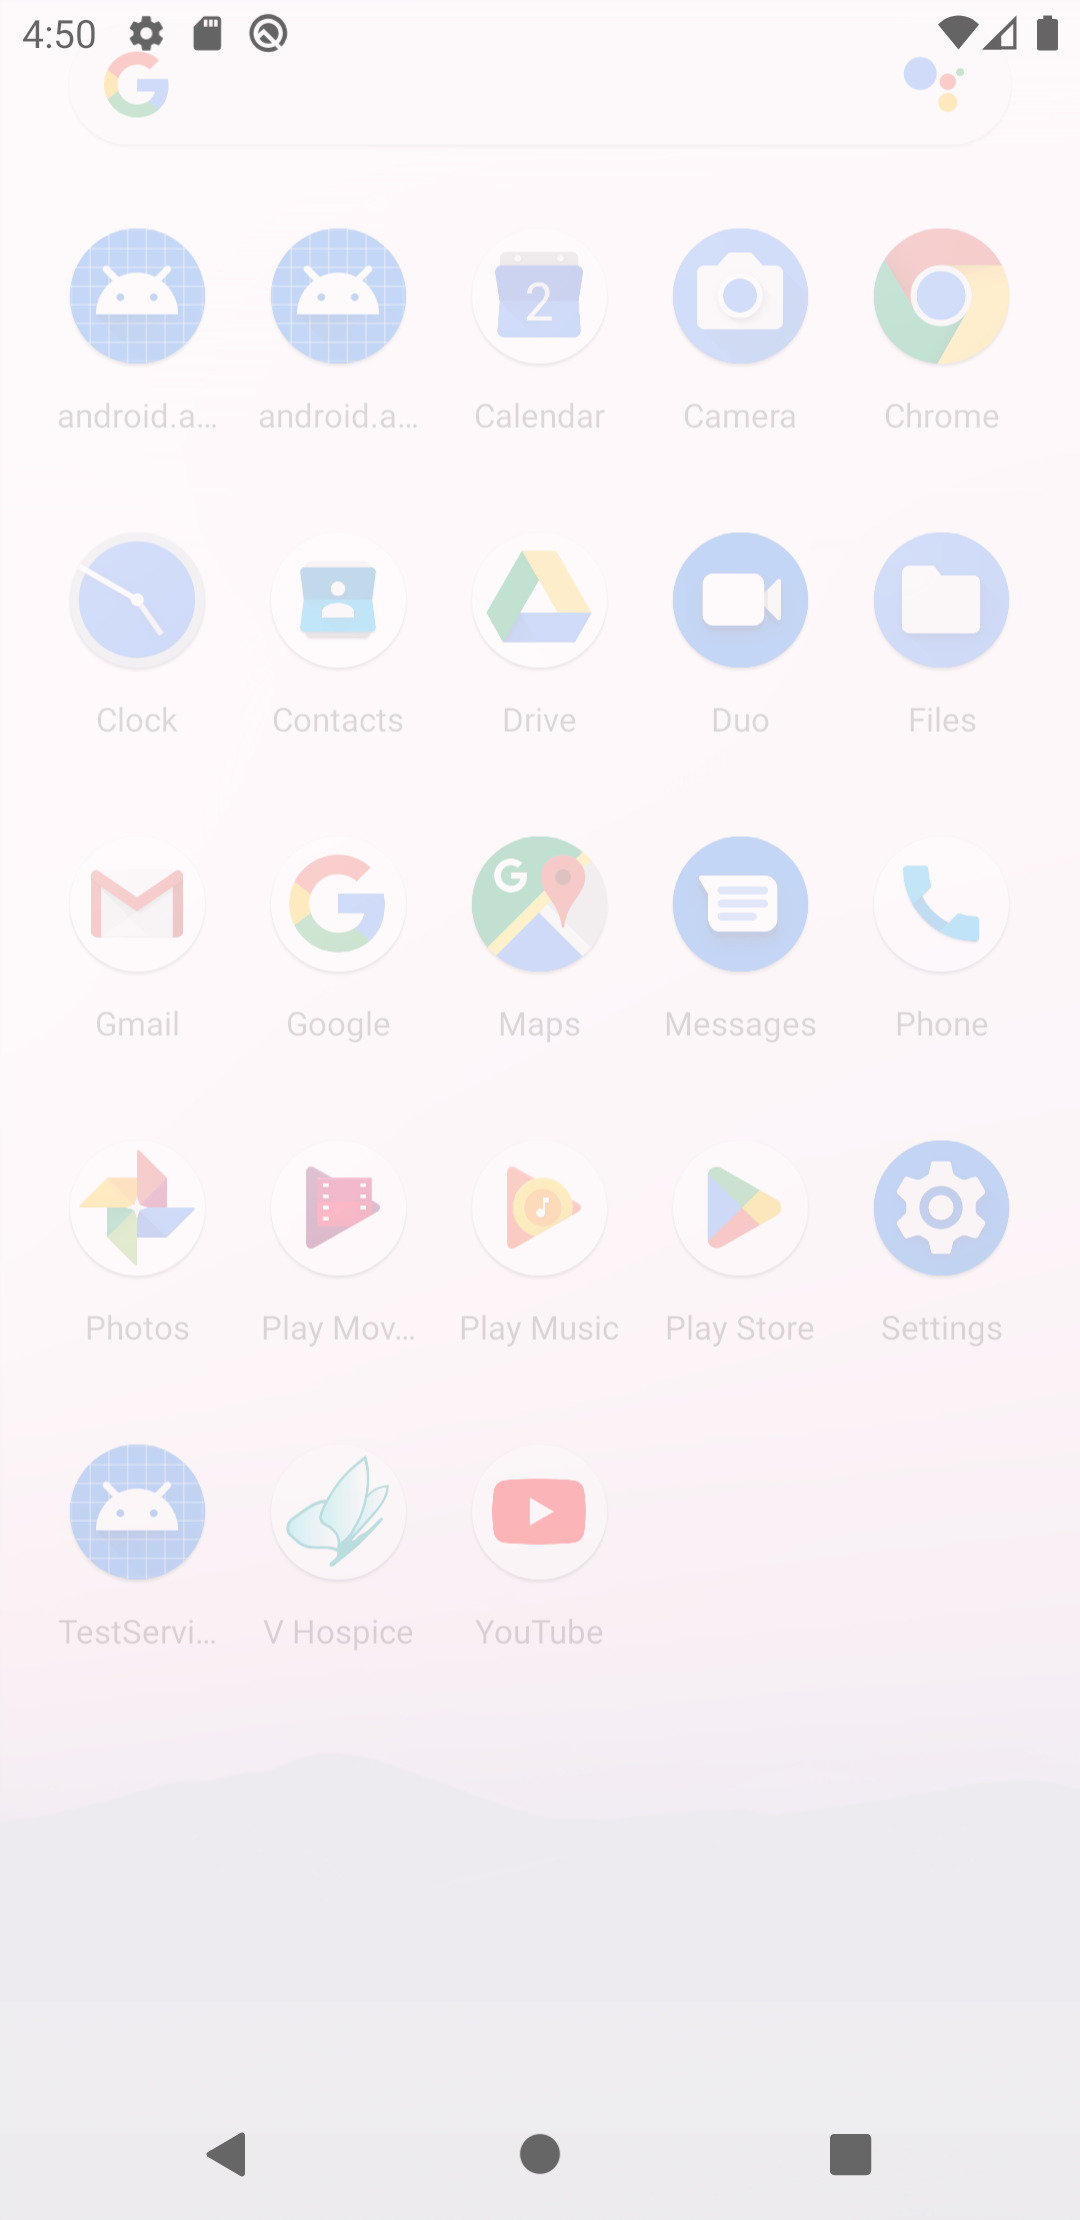 4:50
android.a... android.a... Calendar Camera Chrome
2
Clock Contacts Drive Duo Files
Gmail Google Maps Messages Phone
Photos Play Mov... Play Music Play Store Settings
TestServi... V Hospice YouTube